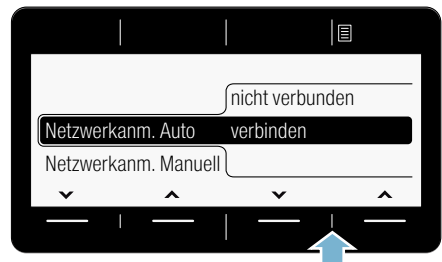 nicht verbunden
Netzwerkanm. Auto verbinden
Netzwerkanm. Manuell